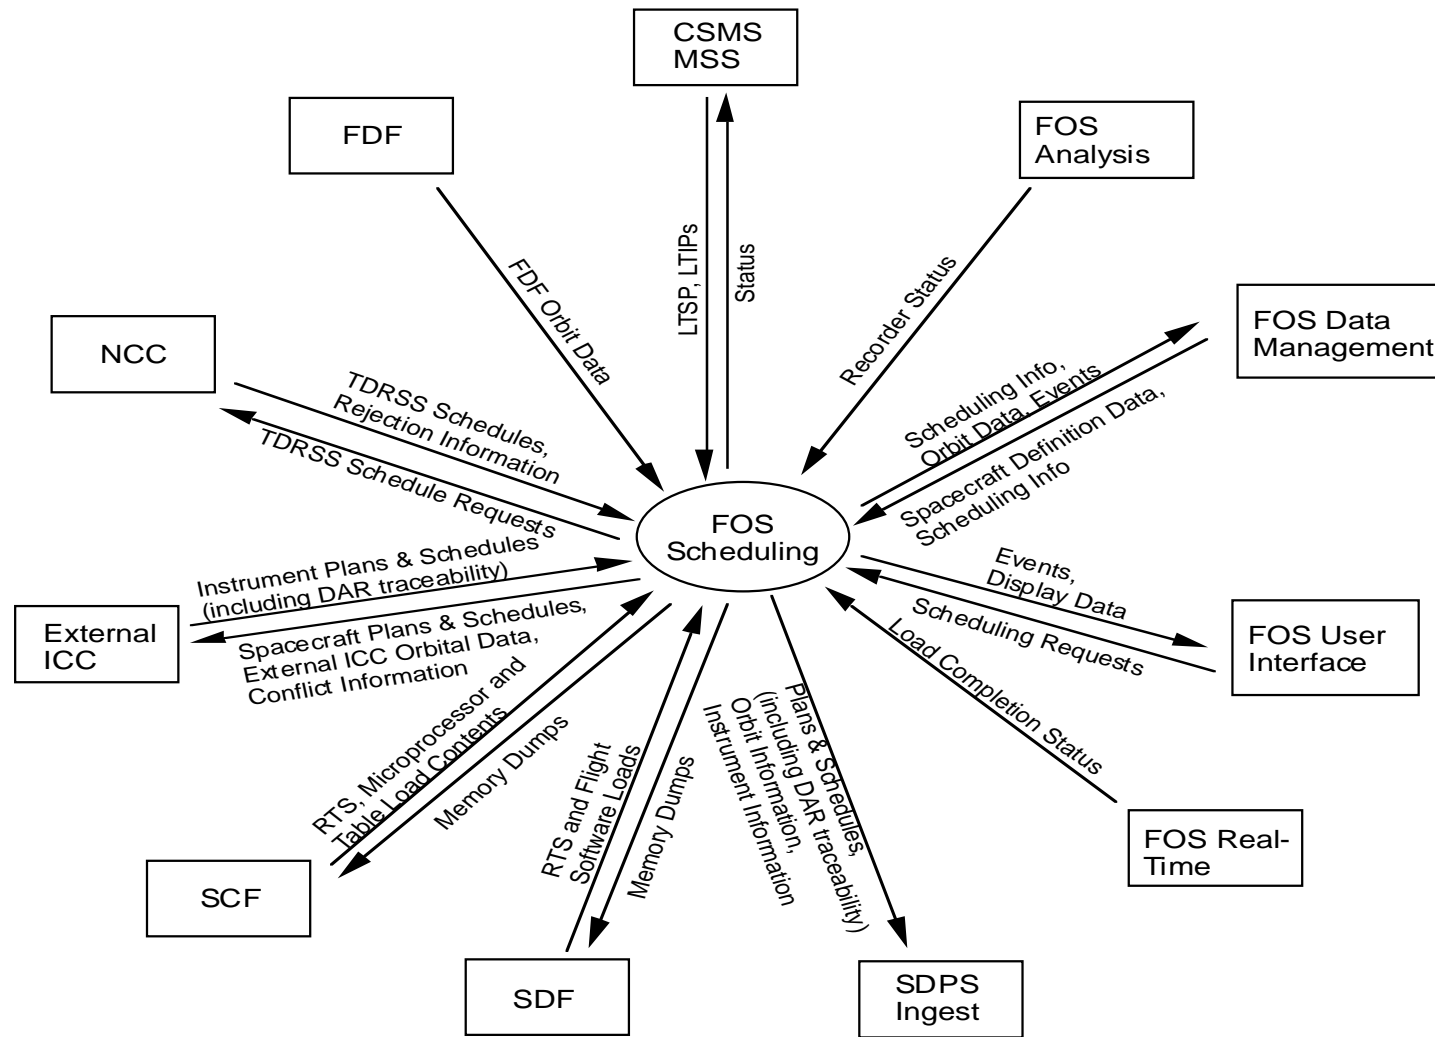 CSMS
MSS
FDF
FOS
Analysis
LTSP, LTIPs
Status
FDF Orbit Data
Recorder Status
NCC
FOS Data
Management
TDRSS Schedules,
Rejection Information
TDRSS Schedule Requests
Scheduling Info,
Orbit Data, Events
Spacecraft Definition Data,
Scheduling Info
FOS
Scheduling
Instrument Plans & Schedules
(including DAR traceability)
Spacecraft Plans & Schedules,
External ICC Orbital Data,
Conflict Information
External
ICC
Events,
Display Data
Scheduling Requests
FOS User
Interface
Load Completion Status
RTS, Microprocessor and
Table Load Contents
Memory Dumps
RTS and Flight
Software Loads
Memory Dumps
Plans & Schedules,
(including DAR traceability)
Orbit Information,
Instrument Information
FOS Real-
Time
SCF
SDF
SDPS
Ingest